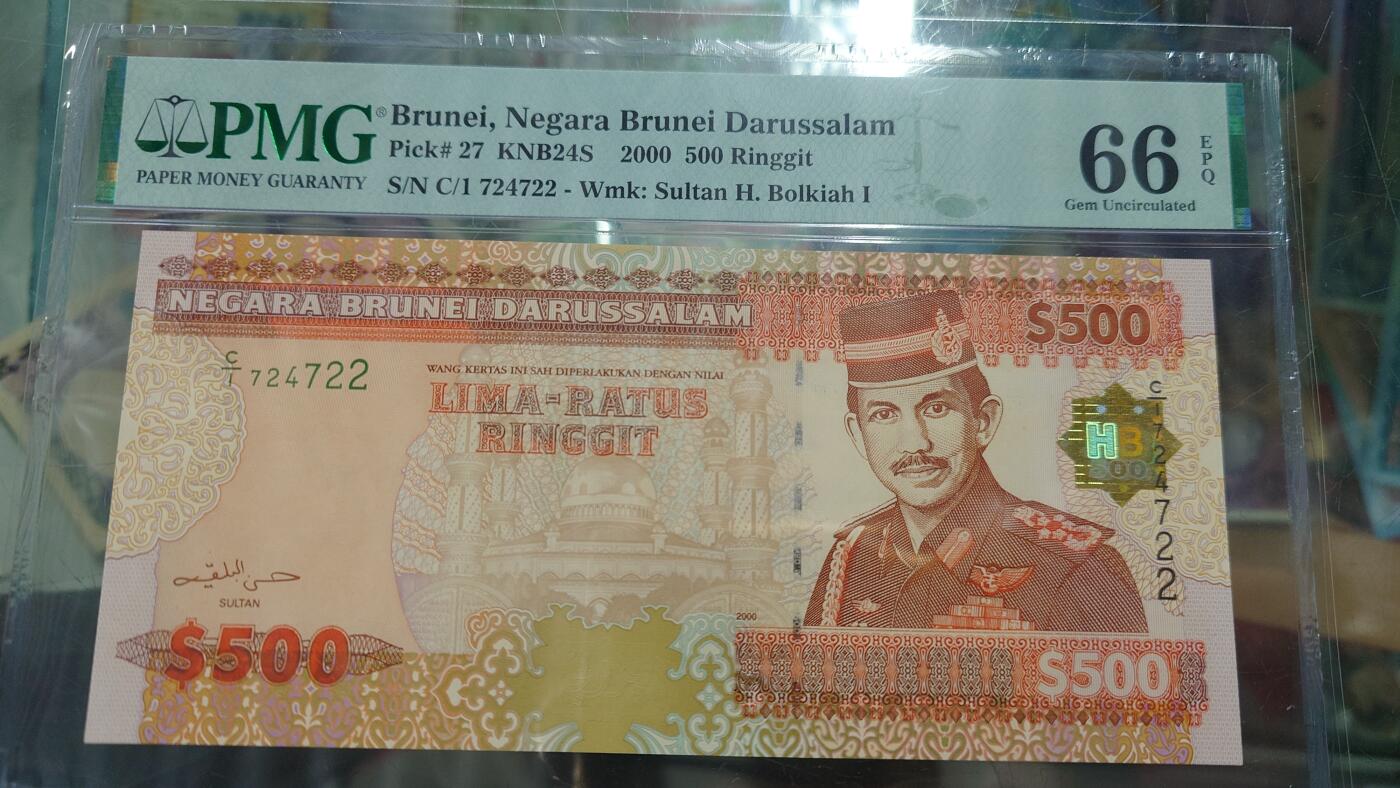 PMG®
PAPER MONEY GUARANTY
Brunei, Negara Brunei Darussalam
Pick# 27 KNB24S 2000 500 Ringgit
S/N C/1 724722 - Wmk: Sultan H. Bolkiah I
66
EPQ
Gem Uncirculated
NEGARA BRUNEI DARUSSALAM
$500
C/1 724722
WANG KERTAS INI SAH DIPERLAKUKAN DENGAN NILAI
LIMA-RATUS
RINGGIT
HB
500
C/1 724722
حسن البلقيه
SULTAN
$500
2000
$500